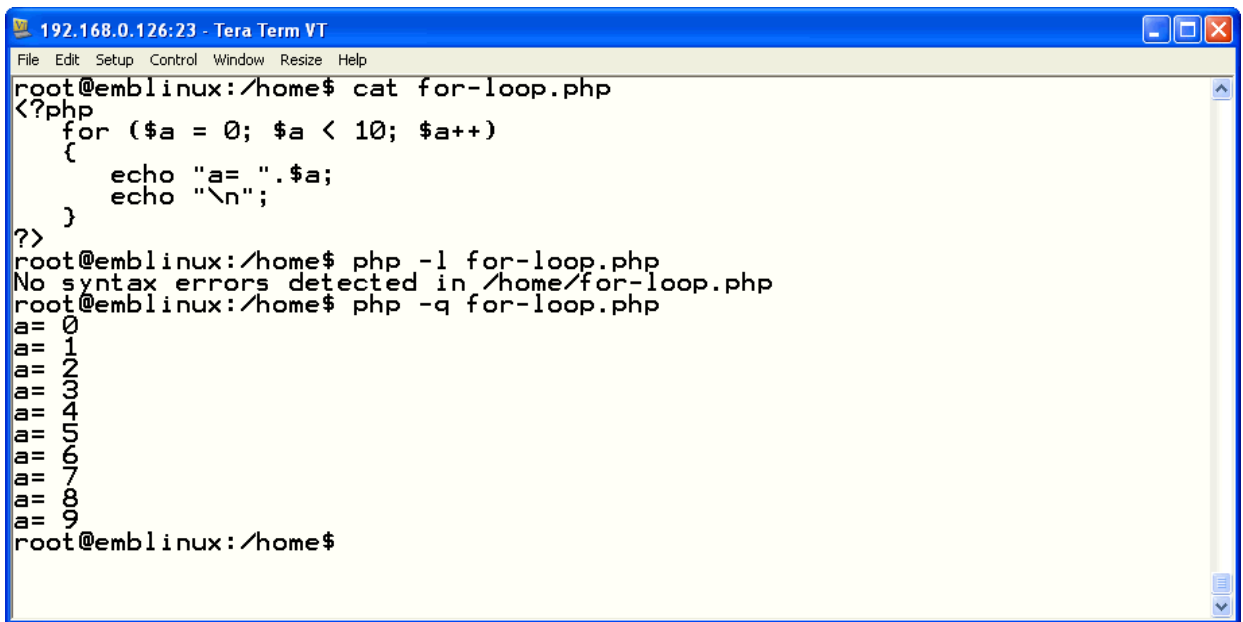 192.168.0.126:23 - Tera Term VT
File Edit Setup Control Window Resize Help
root@emblinux:/home$ cat for-loop.php
<?php
    for ($a = 0; $a < 10; $a++)
    {
        echo "a= ".$a;
        echo "\n";
    }
?>
root@emblinux:/home$ php -l for-loop.php
No syntax errors detected in /home/for-loop.php
root@emblinux:/home$ php -q for-loop.php
a= 0
a= 1
a= 2
a= 3
a= 4
a= 5
a= 6
a= 7
a= 8
a= 9
root@emblinux:/home$